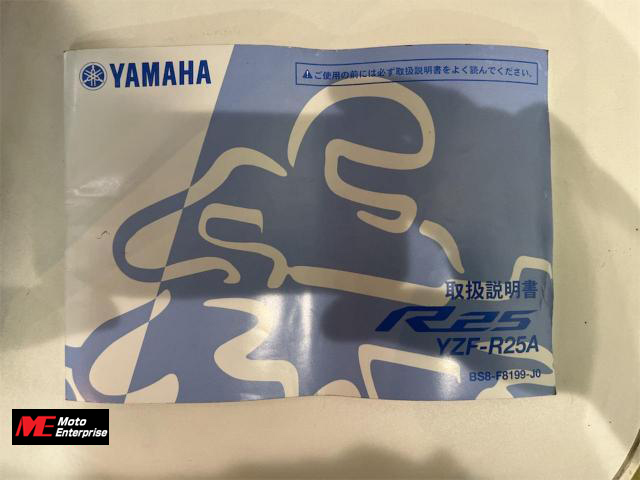 YAMAHA
⚠ご使用の前には必ず取扱説明書をよく読んでください。
取扱説明書
R25
YZF-R25A
BS8-F8199-J0
ME Moto
Enterprise